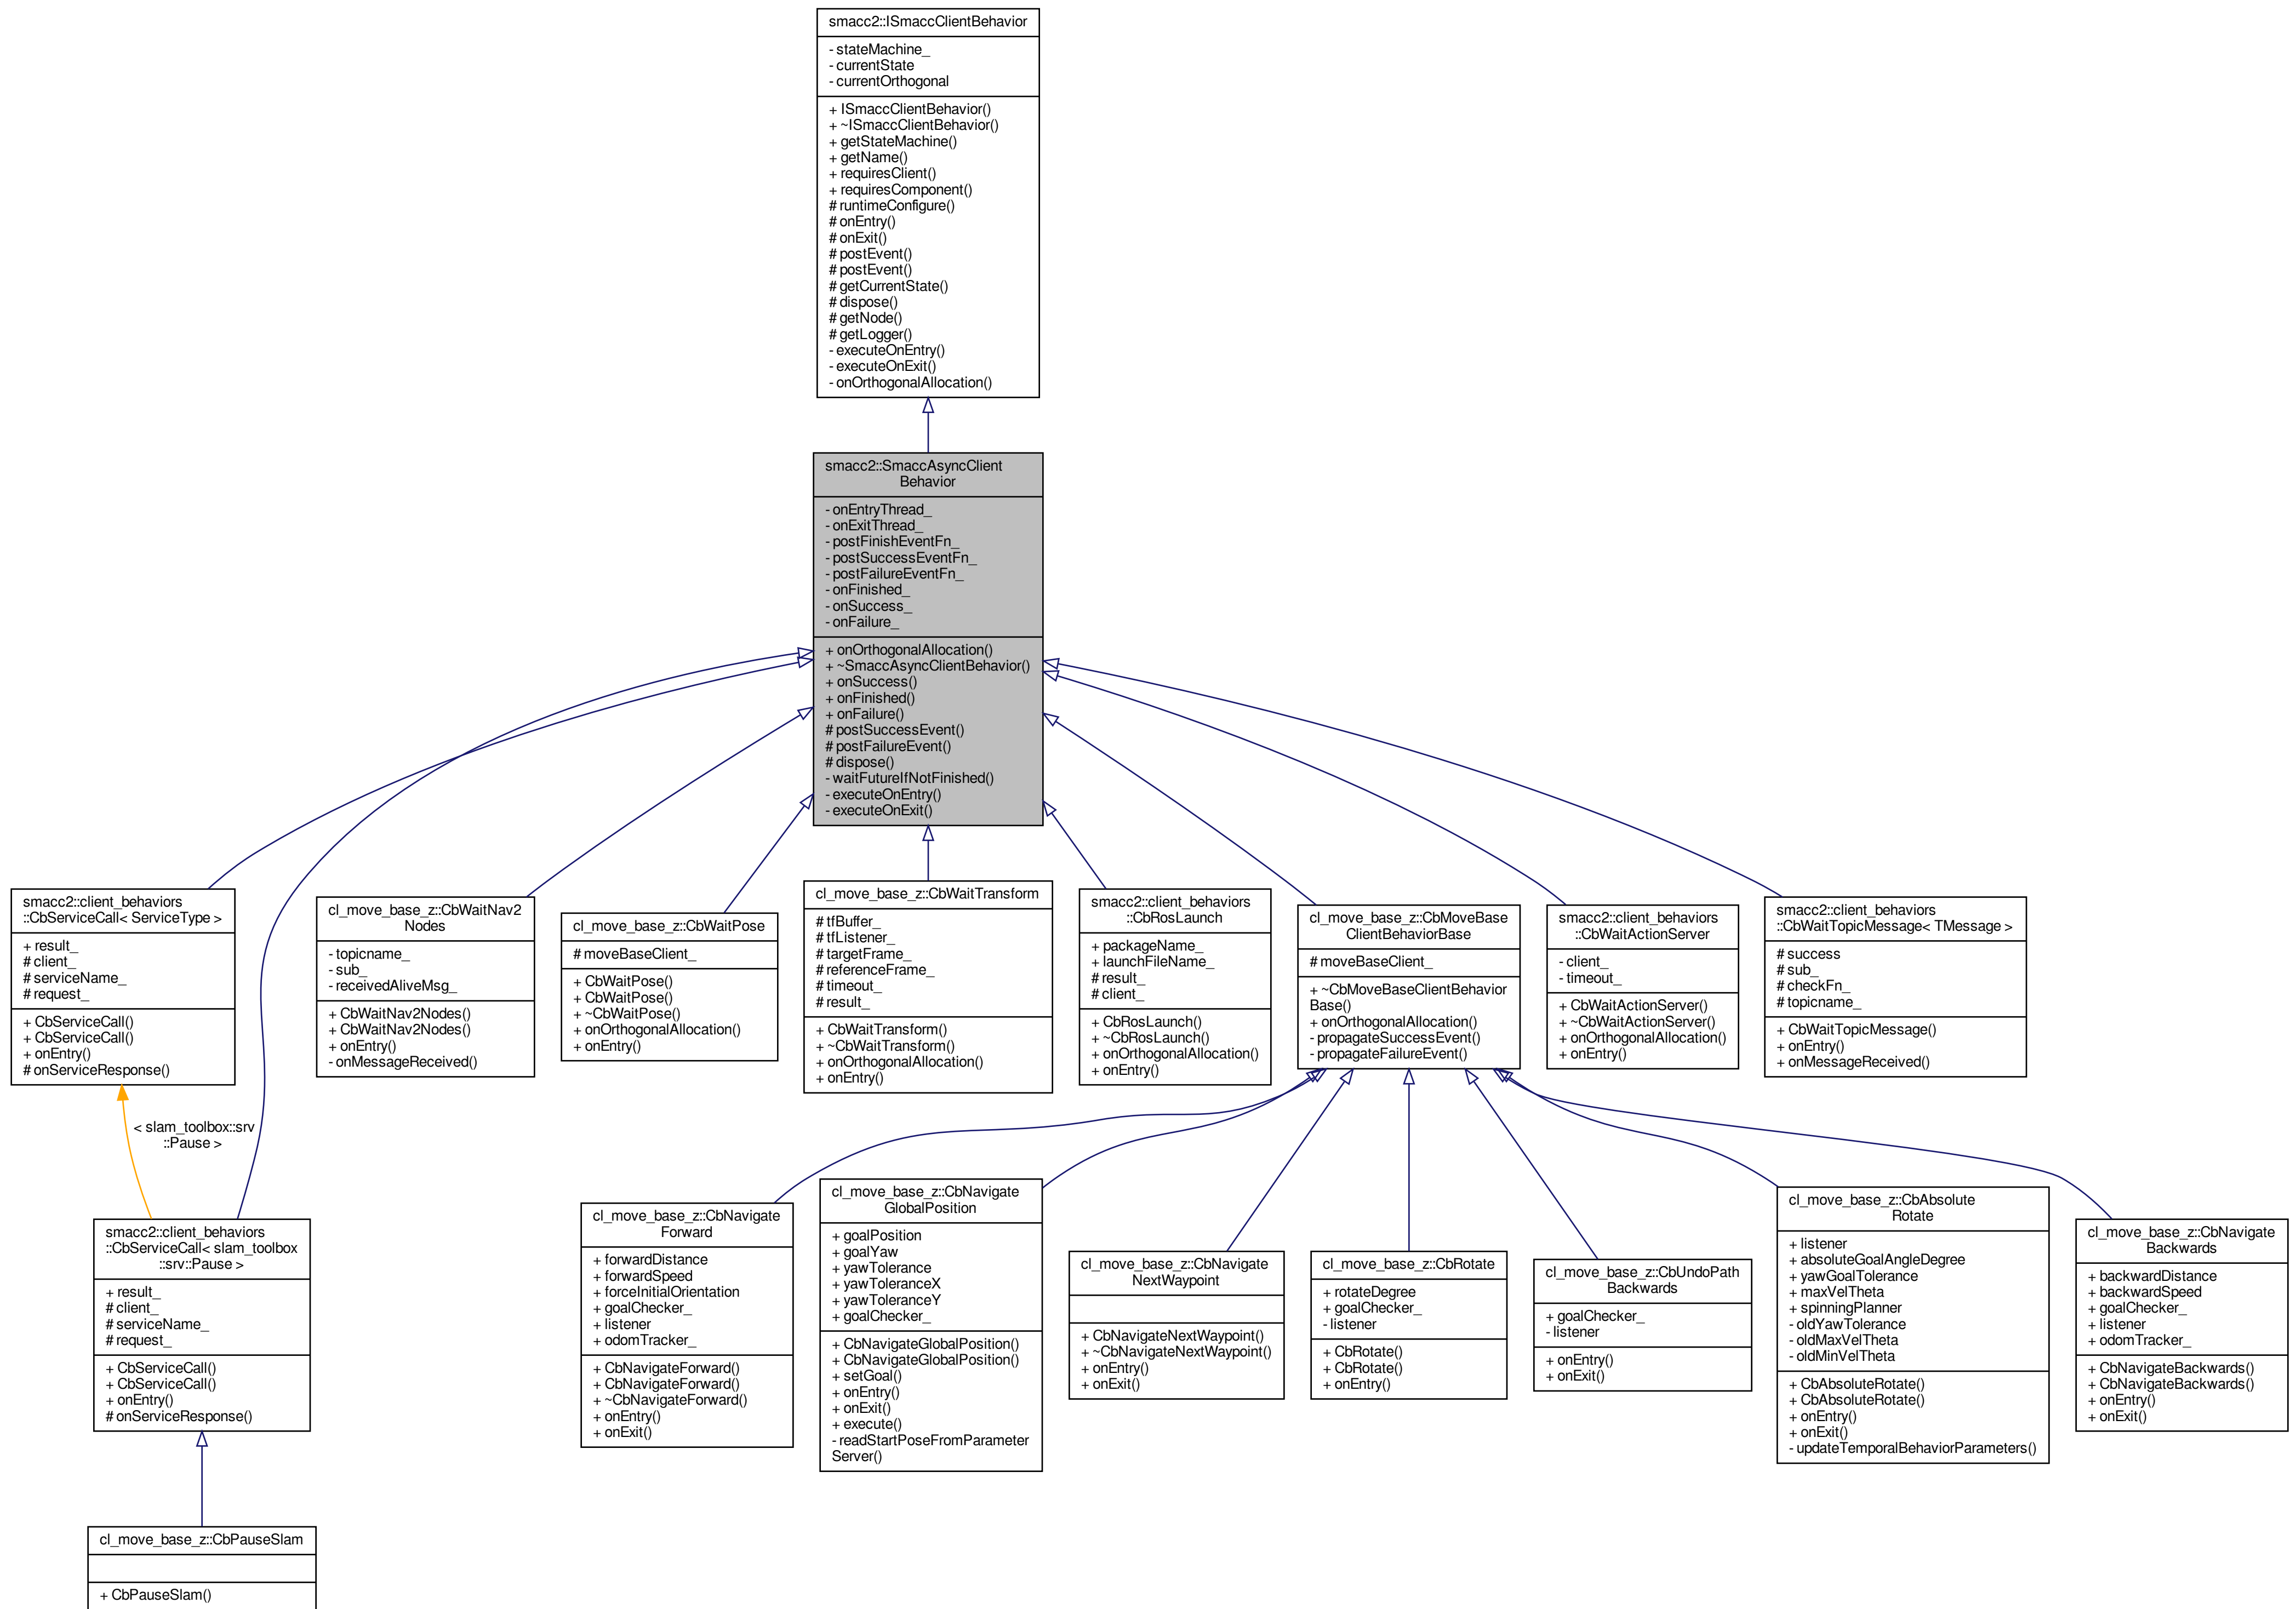 smacc2::ISmaccClientBehavior
- stateMachine_
- currentState
- currentOrthogonal
+ ISmaccClientBehavior()
+ ~ISmaccClientBehavior()
+ getStateMachine()
+ getName()
+ requiresClient()
+ requiresComponent()
# runtimeConfigure()
# onEntry()
# onExit()
# postEvent()
# postEvent()
# getCurrentState()
# dispose()
# getNode()
# getLogger()
- executeOnEntry()
- executeOnExit()
- onOrthogonalAllocation()
smacc2::SmaccAsyncClient
Behavior
- onEntryThread_
- onExitThread_
- postFinishEventFn_
- postSuccessEventFn_
- postFailureEventFn_
- onFinished_
- onSuccess_
- onFailure_
+ onOrthogonalAllocation()
+ ~SmaccAsyncClientBehavior()
+ onSuccess()
+ onFinished()
+ onFailure()
# postSuccessEvent()
# postFailureEvent()
# dispose()
- waitFutureIfNotFinished()
- executeOnEntry()
- executeOnExit()
smacc2::client_behaviors
::CbServiceCall< ServiceType >
+ result_
# client_
# serviceName_
# request_
+ CbServiceCall()
+ CbServiceCall()
+ onEntry()
# onServiceResponse()
cl_move_base_z::CbWaitNav2
Nodes
- topicname_
- sub_
- receivedAliveMsg_
+ CbWaitNav2Nodes()
+ CbWaitNav2Nodes()
+ onEntry()
- onMessageReceived()
cl_move_base_z::CbWaitPose
# moveBaseClient_
+ CbWaitPose()
+ CbWaitPose()
+ ~CbWaitPose()
+ onOrthogonalAllocation()
+ onEntry()
cl_move_base_z::CbWaitTransform
# tfBuffer_
# tfListener_
# targetFrame_
# referenceFrame_
# timeout_
# result_
+ CbWaitTransform()
+ ~CbWaitTransform()
+ onOrthogonalAllocation()
+ onEntry()
smacc2::client_behaviors
::CbRosLaunch
+ packageName_
+ launchFileName_
# result_
# client_
+ CbRosLaunch()
+ ~CbRosLaunch()
+ onOrthogonalAllocation()
+ onEntry()
cl_move_base_z::CbMoveBase
ClientBehaviorBase
# moveBaseClient_
+ ~CbMoveBaseClientBehavior
Base()
+ onOrthogonalAllocation()
- propagateSuccessEvent()
- propagateFailureEvent()
smacc2::client_behaviors
::CbWaitActionServer
- client_
- timeout_
+ CbWaitActionServer()
+ ~CbWaitActionServer()
+ onOrthogonalAllocation()
+ onEntry()
smacc2::client_behaviors
::CbWaitTopicMessage< TMessage >
# success
# sub_
# checkFn_
# topicname_
+ CbWaitTopicMessage()
+ onEntry()
+ onMessageReceived()
< slam_toolbox::srv
::Pause >
smacc2::client_behaviors
::CbServiceCall< slam_toolbox
::srv::Pause >
+ result_
# client_
# serviceName_
# request_
+ CbServiceCall()
+ CbServiceCall()
+ onEntry()
# onServiceResponse()
cl_move_base_z::CbNavigate
Forward
+ forwardDistance
+ forwardSpeed
+ forceInitialOrientation
+ goalChecker_
+ listener
+ odomTracker_
+ CbNavigateForward()
+ CbNavigateForward()
+ ~CbNavigateForward()
+ onEntry()
+ onExit()
cl_move_base_z::CbNavigate
GlobalPosition
+ goalPosition
+ goalYaw
+ yawTolerance
+ yawToleranceX
+ yawToleranceY
+ goalChecker_
+ CbNavigateGlobalPosition()
+ CbNavigateGlobalPosition()
+ setGoal()
+ onEntry()
+ onExit()
+ execute()
- readStartPoseFromParameter
Server()
cl_move_base_z::CbNavigate
NextWaypoint
+ CbNavigateNextWaypoint()
+ ~CbNavigateNextWaypoint()
+ onEntry()
+ onExit()
cl_move_base_z::CbRotate
+ rotateDegree
+ goalChecker_
- listener
+ CbRotate()
+ CbRotate()
+ onEntry()
cl_move_base_z::CbUndoPath
Backwards
+ goalChecker_
- listener
+ onEntry()
+ onExit()
cl_move_base_z::CbAbsolute
Rotate
+ listener
+ absoluteGoalAngleDegree
+ yawGoalTolerance
+ maxVelTheta
+ spinningPlanner
- oldYawTolerance
- oldMaxVelTheta
- oldMinVelTheta
+ CbAbsoluteRotate()
+ CbAbsoluteRotate()
+ onEntry()
+ onExit()
- updateTemporalBehaviorParameters()
cl_move_base_z::CbNavigate
Backwards
+ backwardDistance
+ backwardSpeed
+ goalChecker_
+ listener
+ odomTracker_
+ CbNavigateBackwards()
+ CbNavigateBackwards()
+ onEntry()
+ onExit()
cl_move_base_z::CbPauseSlam
+ CbPauseSlam()